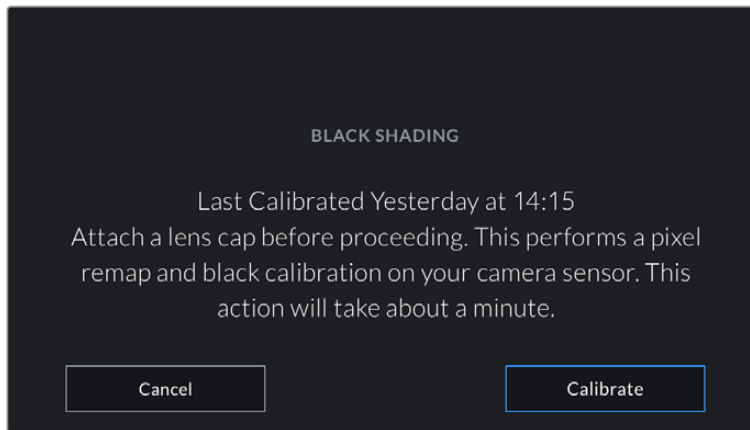 BLACK SHADING
Last Calibrated Yesterday at 14:15
Attach a lens cap before proceeding. This performs a pixel
remap and black calibration on your camera sensor. This
action will take about a minute.
Cancel
Calibrate